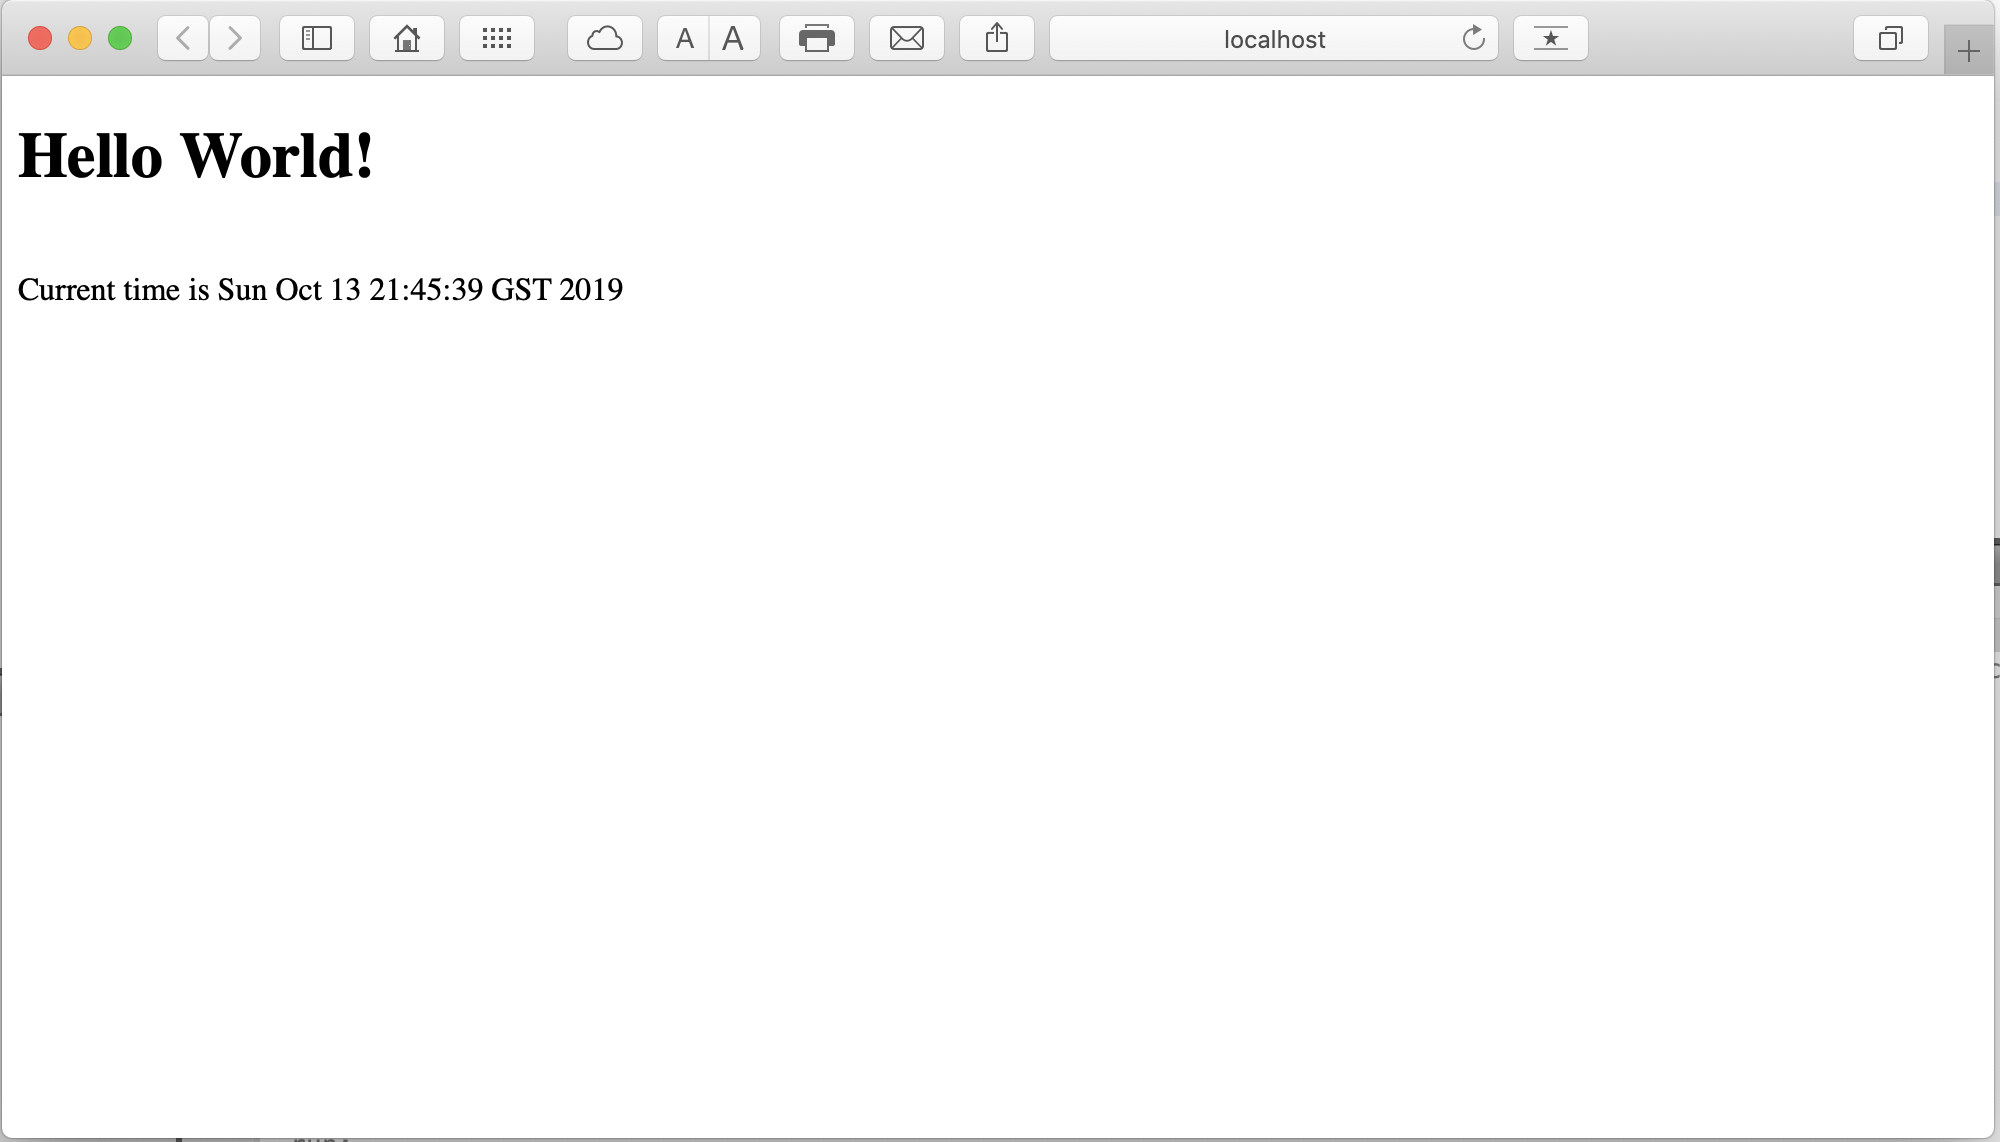 A A localhost
Hello World!
Current time is Sun Oct 13 21:45:39 GST 2019